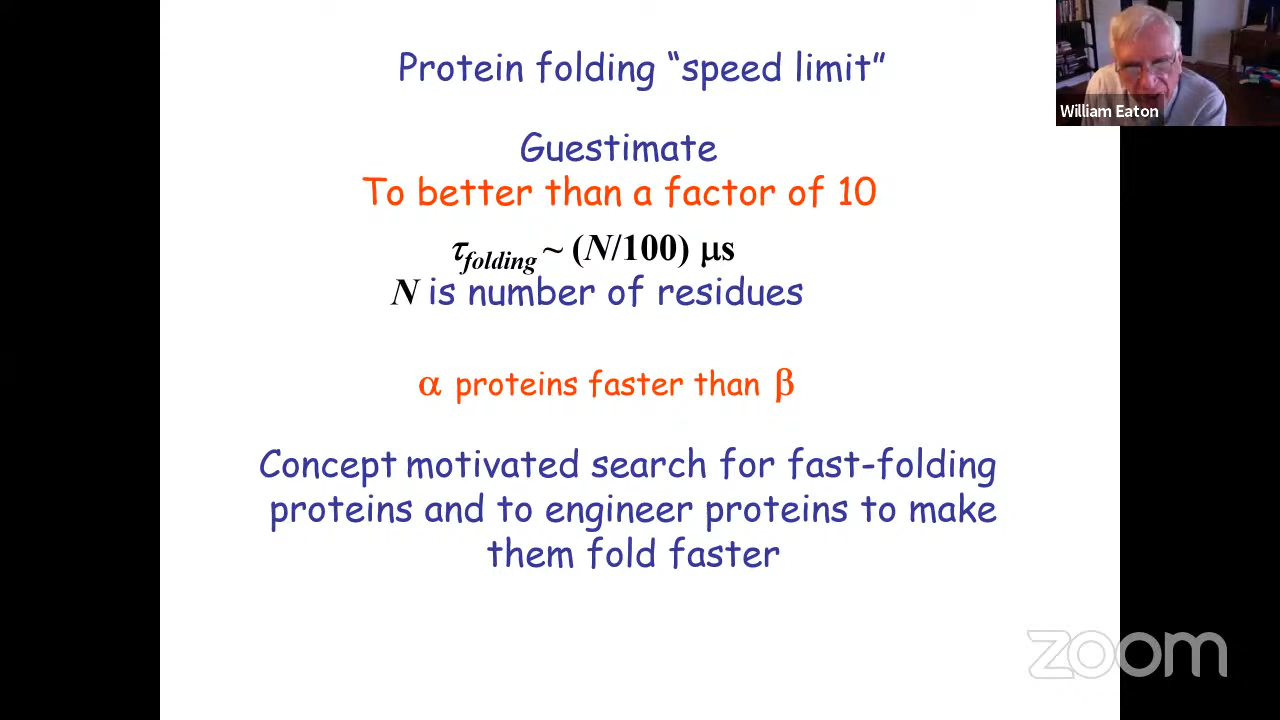 Protein folding “speed limit”
William Eaton
Guestimate
To better than a factor of 10
τfolding ~ (N/100) μs
N is number of residues
α proteins faster than β
Concept motivated search for fast-folding
proteins and to engineer proteins to make
them fold faster
zoom